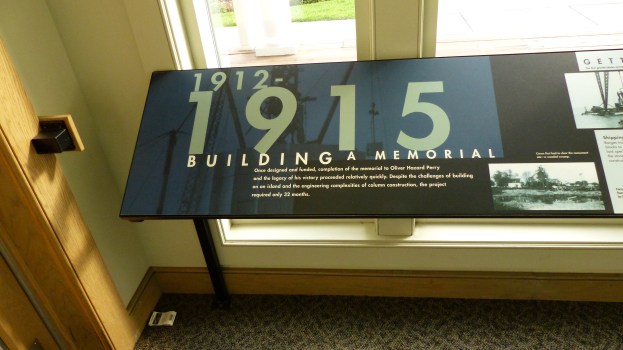 1912-
1915
BUILDING A MEMORIAL
Once designed and funded, completion of the memorial to Oliver Hazard Perry
and the legacy of his victory proceeded relatively quickly. Despite the challenges of building
on an island and the engineering complexities of column construction, the project
required only 33 months.
GETT
Shipping